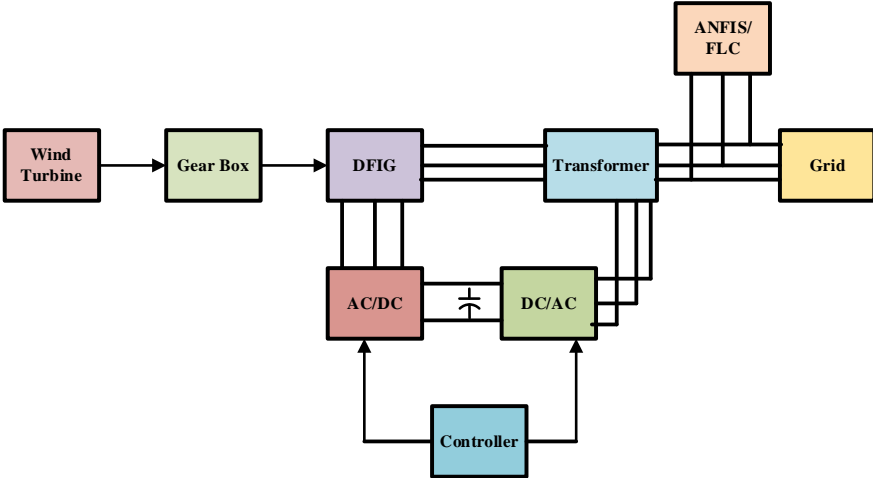 ANFIS/
FLC
Wind
Turbine
Gear Box
DFIG
Transformer
Grid
AC/DC
DC/AC
Controller